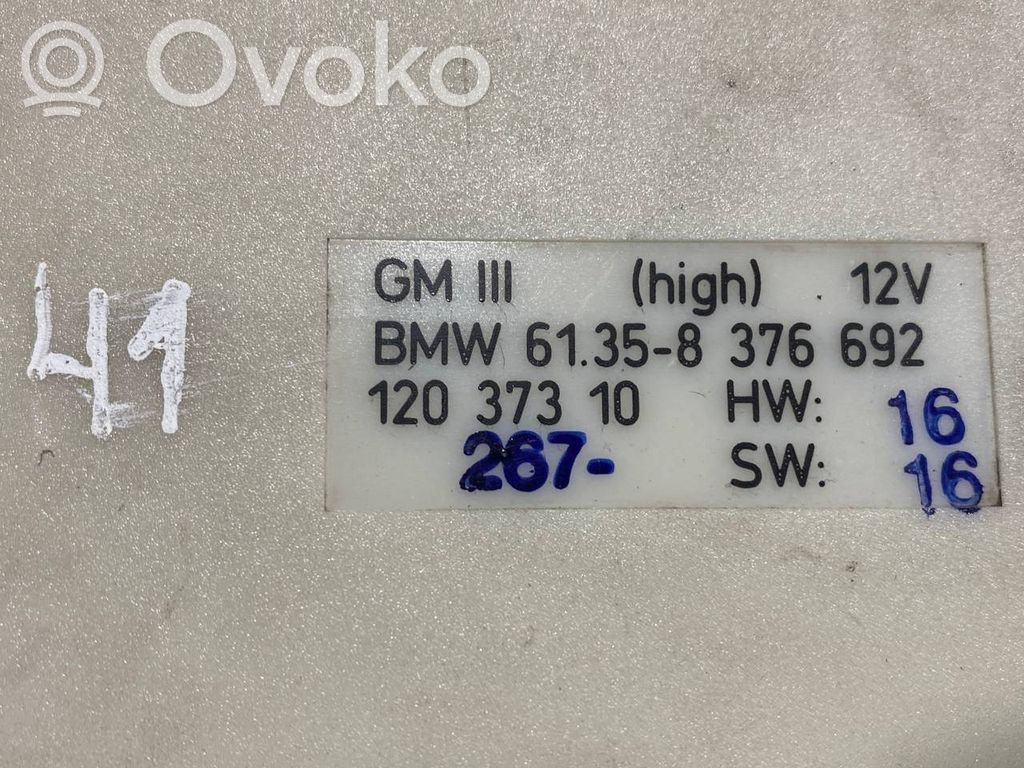 Ovoko
41
GM III (high) 12V
BMW 61.35-8 376 692
120 373 10 HW: 16
267- SW: 16